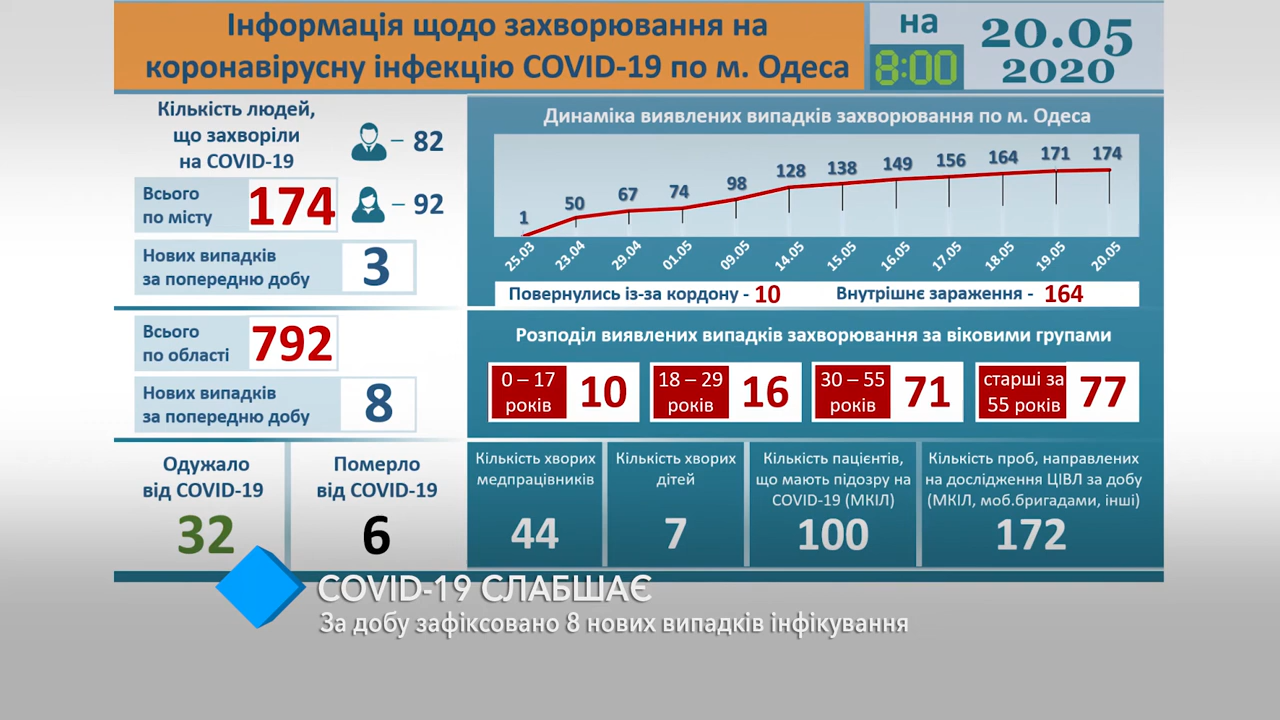 Інформація щодо захворювання на
коронавірусну інфекцію COVID-19 по м. Одеса
на
8:00
20.05
2020
Кількість людей,
що захворіли
на COVID-19
– 82
– 92
Всього
по місту
174
Нових випадків
за попередню добу
3
Всього
по області
792
Нових випадків
за попередню добу
8
Одужало
від COVID-19
32
Померло
від COVID-19
6
Динаміка виявлених випадків захворювання по м. Одеса
1 50 67 74 98 128 138 149 156 164 171 174
25.03 23.04 29.04 01.05 09.05 14.05 15.05 16.05 17.05 18.05 19.05 20.05
Повернулись із-за кордону - 10
Внутрішнє зараження - 164
Розподіл виявлених випадків захворювання за віковими групами
0 – 17
років
10
18 – 29
років
16
30 – 55
років
71
старші за
55 років
77
Кількість хворих
медпрацівників
44
Кількість хворих
дітей
7
Кількість пацієнтів,
що мають підозру на
COVID-19 (МКІЛ)
100
Кількість проб, направлених
на дослідження ЦІВЛ за добу
(МКІЛ, моб.бригадами, інші)
172
COVID-19 СЛАБШАЄ
За добу зафіксовано 8 нових випадків інфікування